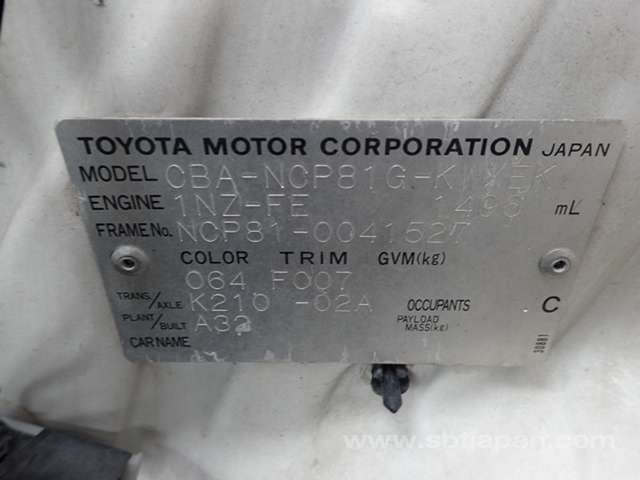 TOYOTA MOTOR CORPORATION JAPAN
MODEL CBA-NCP81G-
ENGINE 1NZ-FE 1496 mL
FRAME No. NCP81-0041527
COLOR TRIM GVM(kg)
064 F007
TRANS/AXLE K210 -02A OCCUPANTS C
PLANT/BUILT A32 PAYLOAD MASS(kg)
CAR NAME
30881
www.sbtjapan.com